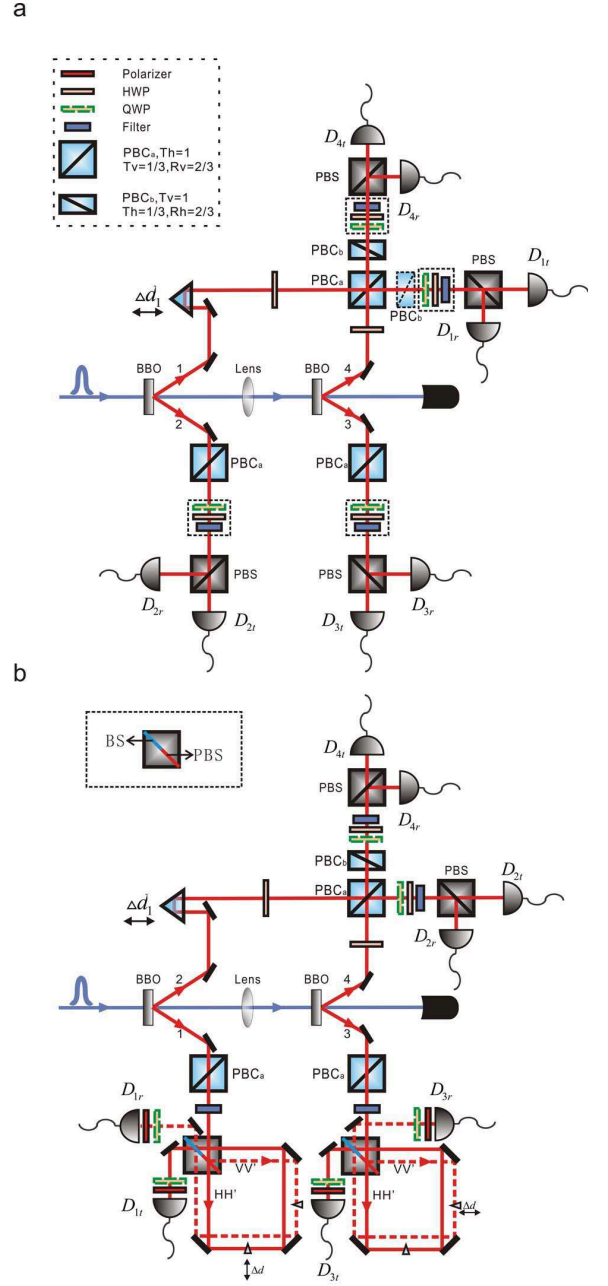 a
Polarizer
HWP
QWP
Filter
PBCa,Th=1
Tv=1/3,Rv=2/3
PBCb,Tv=1
Th=1/3,Rh=2/3
D4t
PBS
D4r
PBCb
PBCa
PBCb
PBS
D1t
D1r
Δd1
BBO
1
2
Lens
BBO
4
3
PBCa
PBCa
PBS
D2r
D2t
PBS
D3r
D3t
b
BS
PBS
D4t
PBS
D4r
PBCb
PBCa
PBS
D2t
D2r
Δd1
BBO
2
1
Lens
BBO
4
3
PBCa
PBCa
D1r
D3r
VV'
HH'
D1t
Δd
VV'
HH'
D3t
Δd